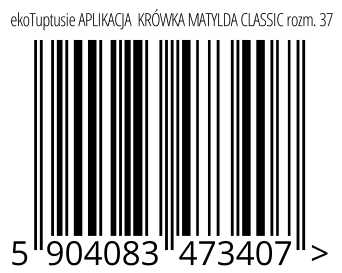 ekoTuptusie APLIKACJA  KRÓWKA MATYLDA CLASSIC rozm. 37
5 904083 473407 >